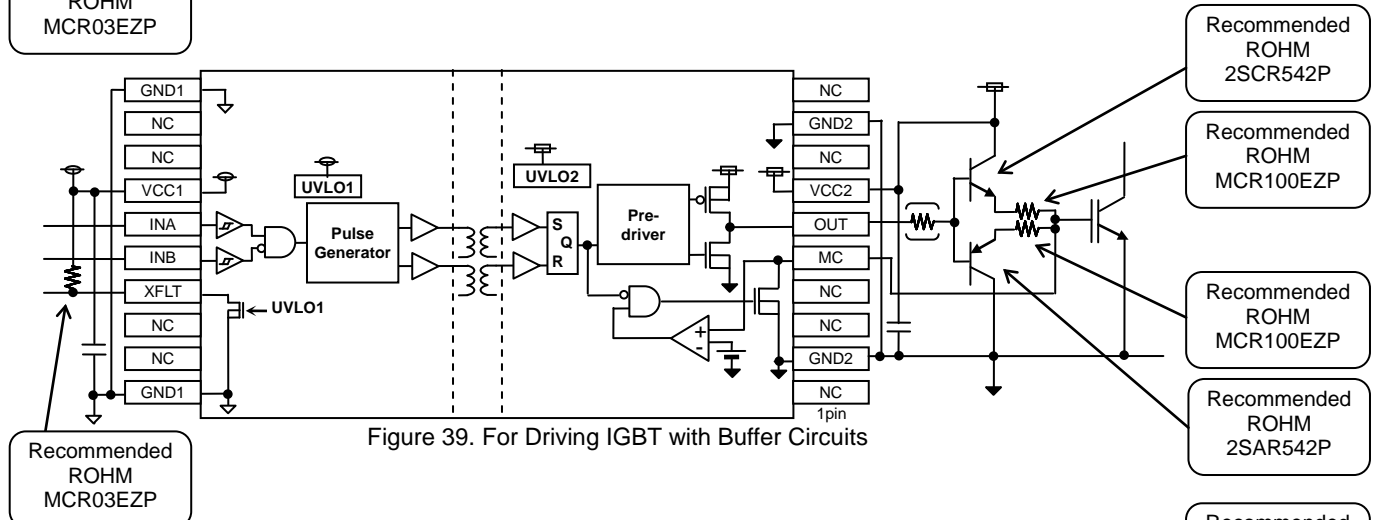 ROHM
MCR03EZP
Recommended
ROHM
2SCR542P
Recommended
ROHM
MCR100EZP
Recommended
ROHM
MCR100EZP
Recommended
ROHM
2SAR542P
GND1
NC
NC
VCC1
INA
INB
XFLT
NC
NC
GND1
UVLO1
Pulse
Generator
UVLO1
UVLO2
S
Q
R
Pre-
driver
+
-
NC
GND2
NC
VCC2
OUT
MC
NC
NC
GND2
NC
1pin
Figure 39. For Driving IGBT with Buffer Circuits
Recommended
ROHM
MCR03EZP
Recommended